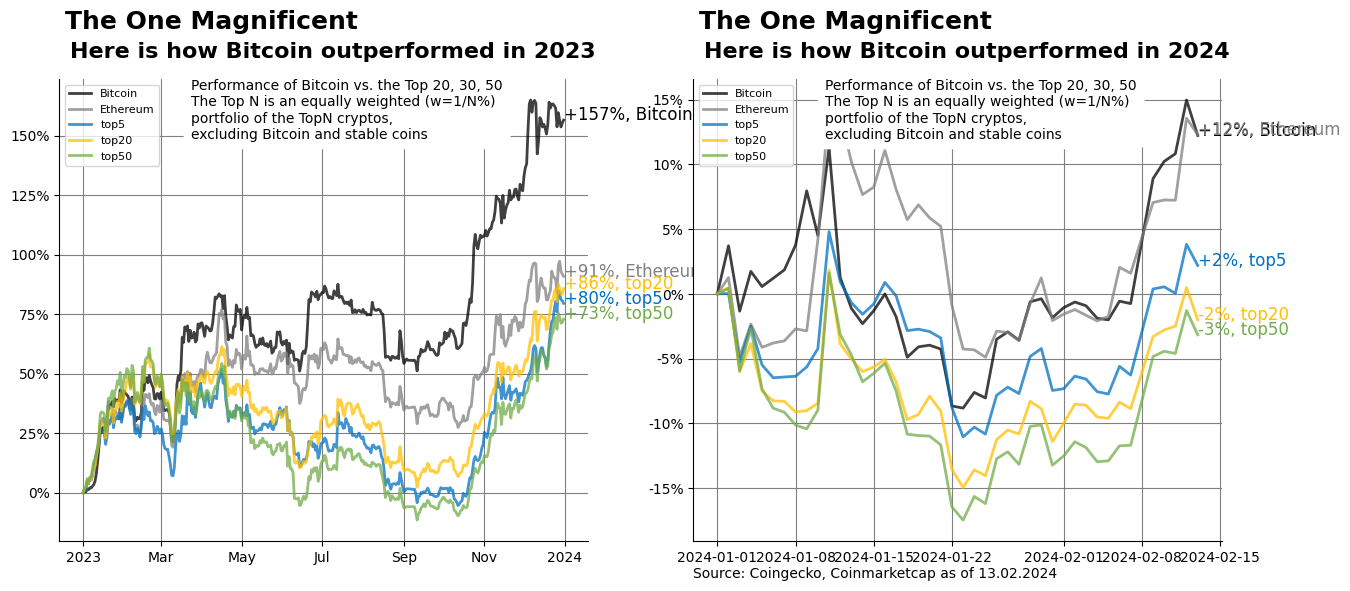 The One Magnificent
Here is how Bitcoin outperformed in 2023
Performance of Bitcoin vs. the Top 20, 30, 50
The Top N is an equally weighted (w=1/N%)
portfolio of the TopN cryptos,
excluding Bitcoin and stable coins
Bitcoin
Ethereum
top5
top20
top50
150%
125%
100%
75%
50%
25%
0%
+157%, Bitcoin
+91%, Ethereum
+86%, top20
+80%, top5
+73%, top50
2023
Mar
May
Jul
Sep
Nov
2024
The One Magnificent
Here is how Bitcoin outperformed in 2024
Performance of Bitcoin vs. the Top 20, 30, 50
The Top N is an equally weighted (w=1/N%)
portfolio of the TopN cryptos,
excluding Bitcoin and stable coins
Bitcoin
Ethereum
top5
top20
top50
15%
10%
5%
0%
-5%
-10%
-15%
Ethereum
+12%, Bitcoin
+2%, top5
-2%, top20
-3%, top50
2024-01-01
2024-01-08
2024-01-15
2024-01-22
2024-02-01
2024-02-08
2024-02-15
Source: Coingecko, Coinmarketcap as of 13.02.2024